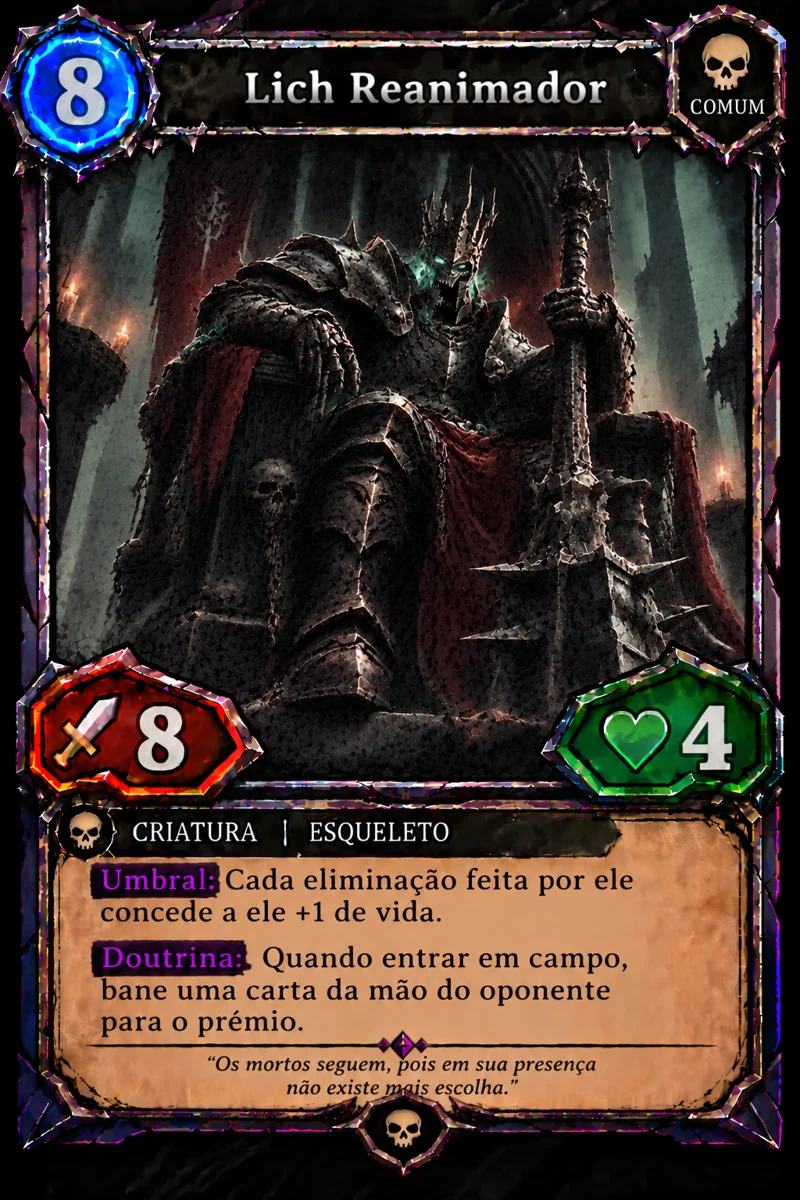 8
Lich Reanimador
COMUM
8
4
CRIATURA | ESQUELETO
Umbral: Cada eliminação feita por ele
concede a ele +1 de vida.
Doutrina: Quando entrar em campo,
bane uma carta da mão do oponente
para o prémio.
“Os mortos seguem, pois em sua presença
não existe mais escolha.”